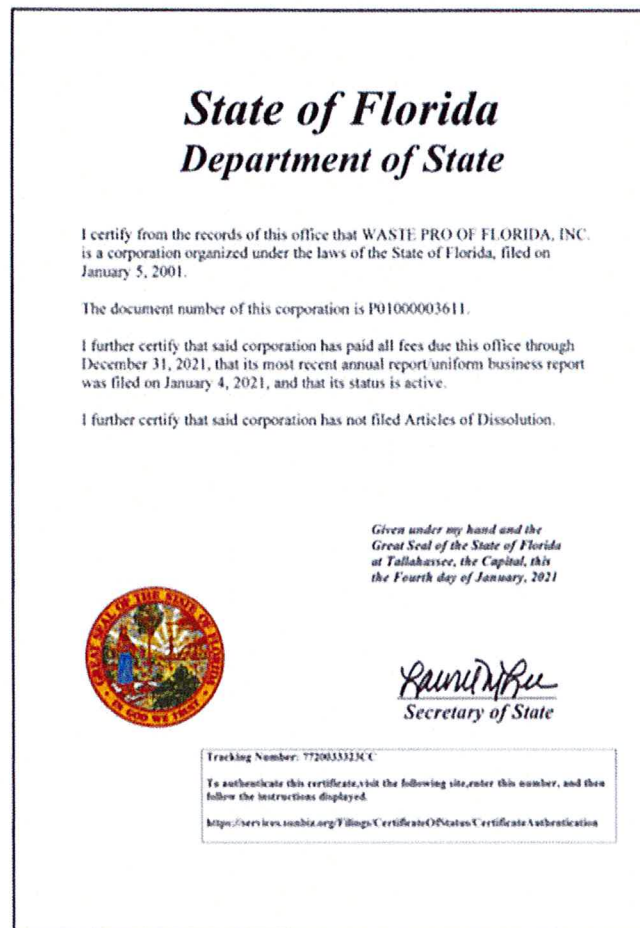 State of Florida
Department of State
I certify from the records of this office that WASTE PRO OF FLORIDA, INC.
is a corporation organized under the laws of the State of Florida, filed on
January 5, 2001.
The document number of this corporation is P01000003611.
I further certify that said corporation has paid all fees due this office through
December 31, 2021, that its most recent annual report/uniform business report
was filed on January 4, 2021, and that its status is active.
I further certify that said corporation has not filed Articles of Dissolution.
Given under my hand and the
Great Seal of the State of Florida
at Tallahassee, the Capital, this
the Fourth day of January, 2021
GREAT SEAL OF THE STATE OF FLORIDA
IN GOD WE TRUST
Secretary of State
Tracking Number: 7720033323CC
To authenticate this certificate,visit the following site,enter this number, and then
follow the instructions displayed.
https://services.sunbiz.org/Filings/CertificateOfStatus/CertificateAuthentication